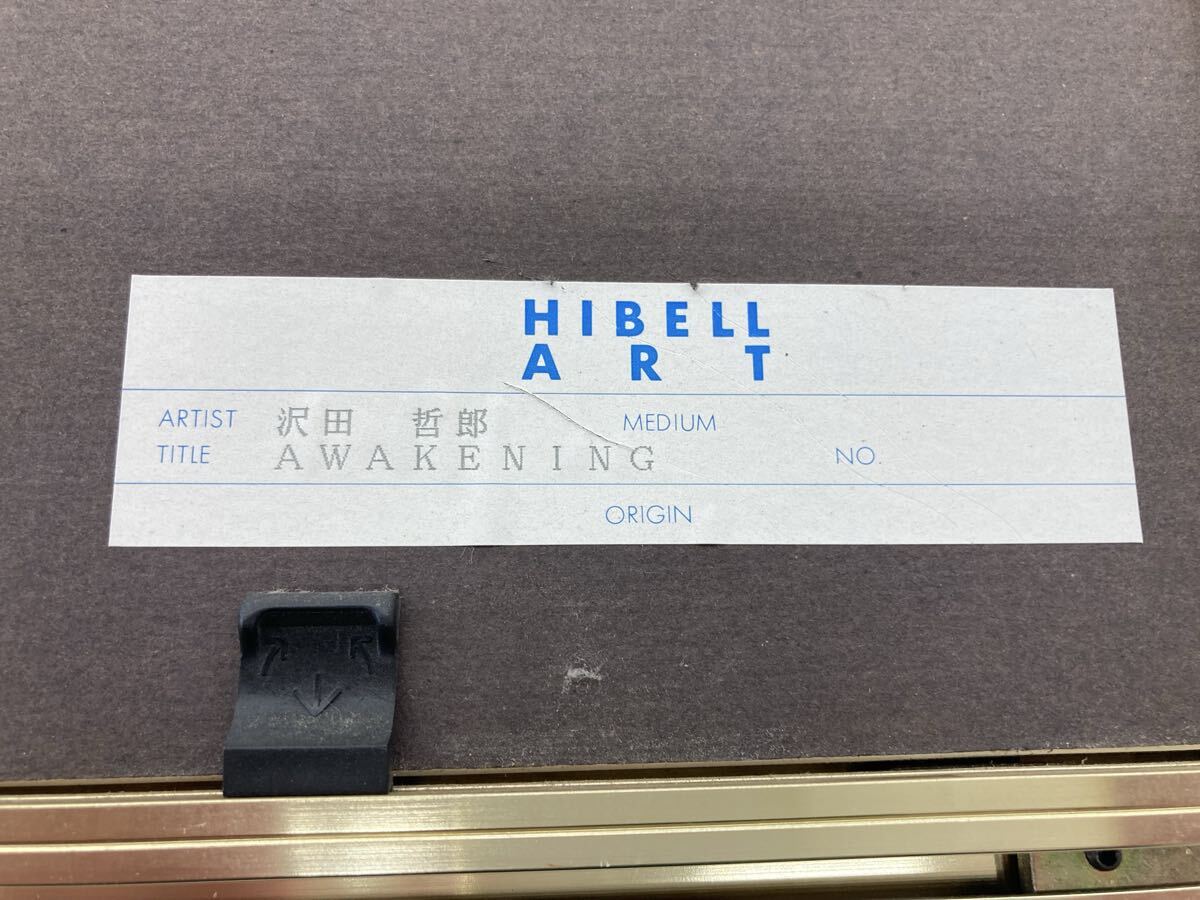 HIBELL
ART
ARTIST 沢田 哲郎 MEDIUM
TITLE AWAKENING NO.
ORIGIN